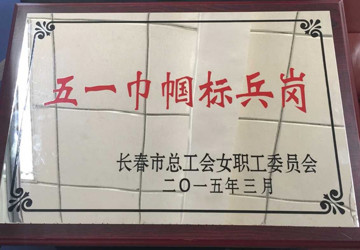 五一巾帼标兵岗
长春市总工会女职工委员会
二〇一五年三月